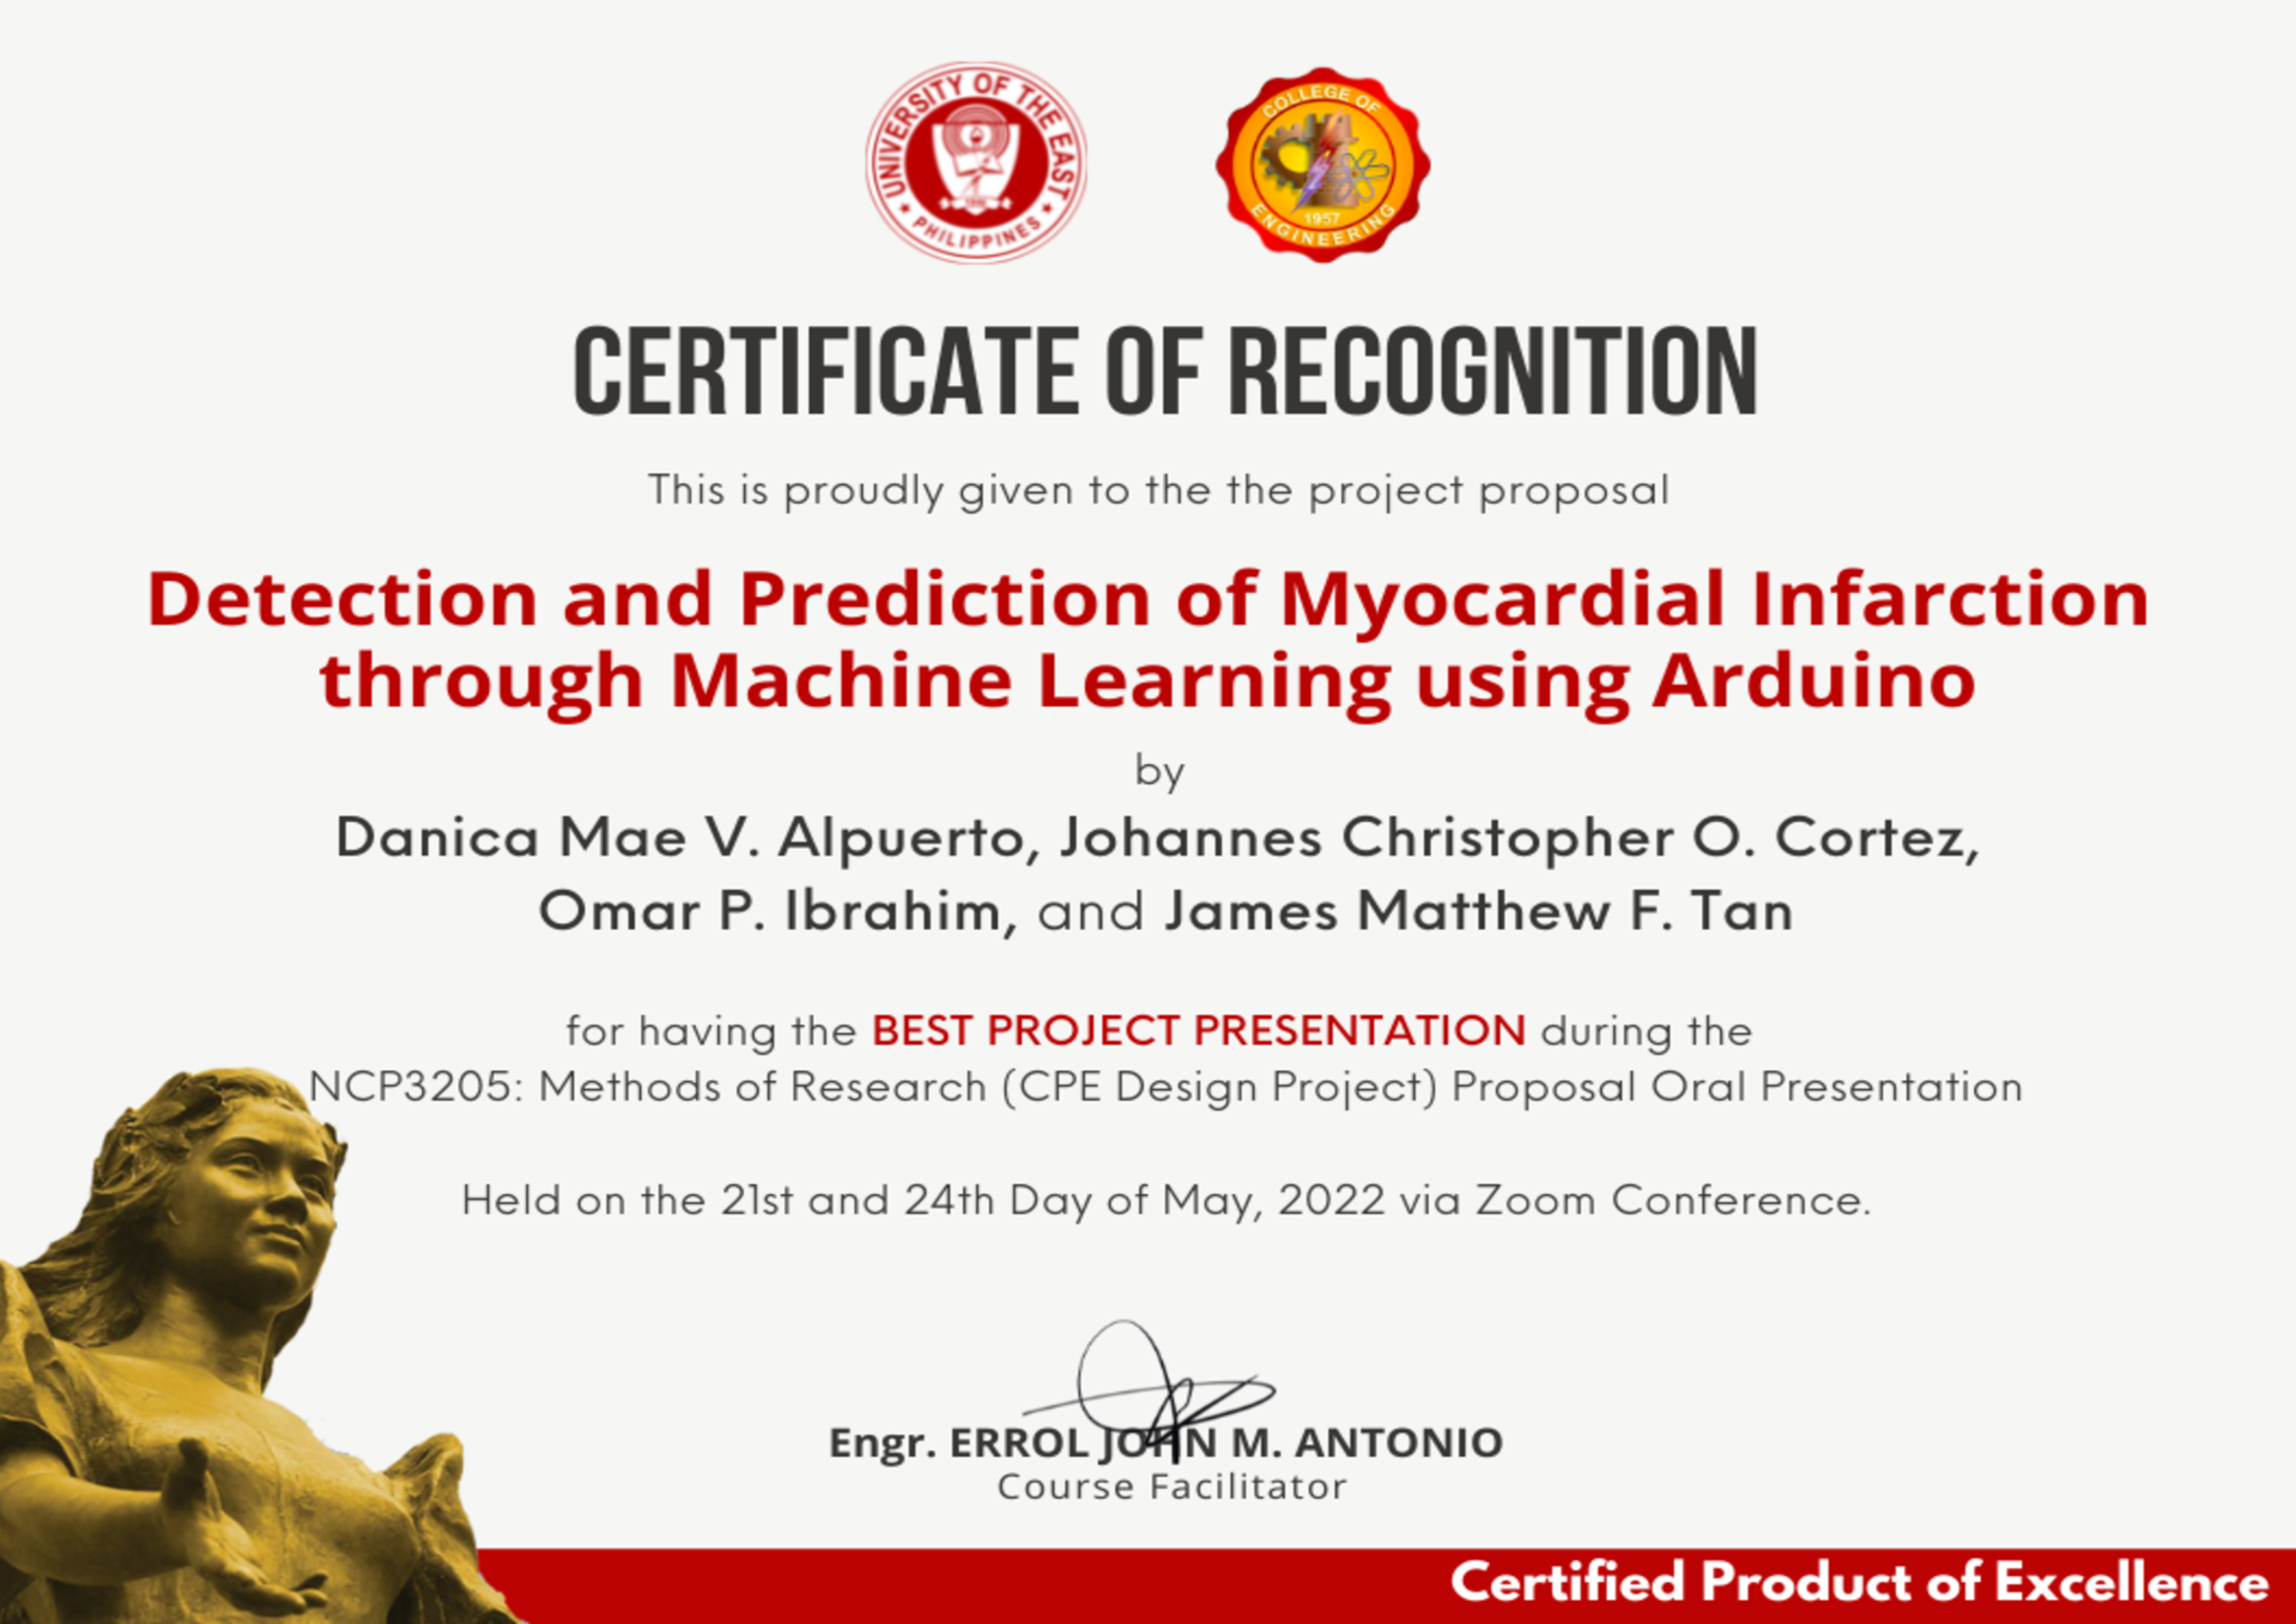 UNIVERSITY OF THE EAST
PHILIPPINES
COLLEGE OF
ENGINEERING
1957
CERTIFICATE OF RECOGNITION
This is proudly given to the the project proposal
Detection and Prediction of Myocardial Infarction
through Machine Learning using Arduino
by
Danica Mae V. Alpuerto, Johannes Christopher O. Cortez,
Omar P. Ibrahim, and James Matthew F. Tan
for having the BEST PROJECT PRESENTATION during the
NCP3205: Methods of Research (CPE Design Project) Proposal Oral Presentation
Held on the 21st and 24th Day of May, 2022 via Zoom Conference.
Engr. ERROL JOHN M. ANTONIO
Course Facilitator
Certified Product of Excellence